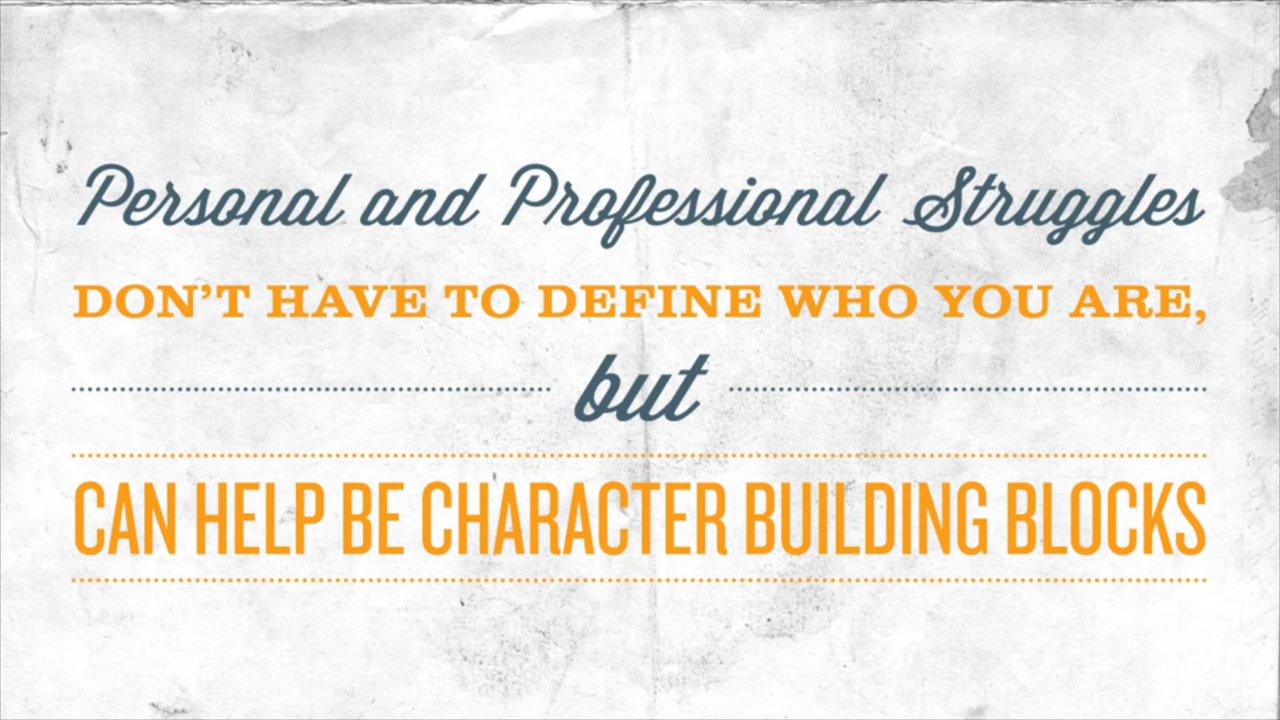 Personal and Professional Struggles
DON'T HAVE TO DEFINE WHO YOU ARE,
but
CAN HELP BE CHARACTER BUILDING BLOCKS